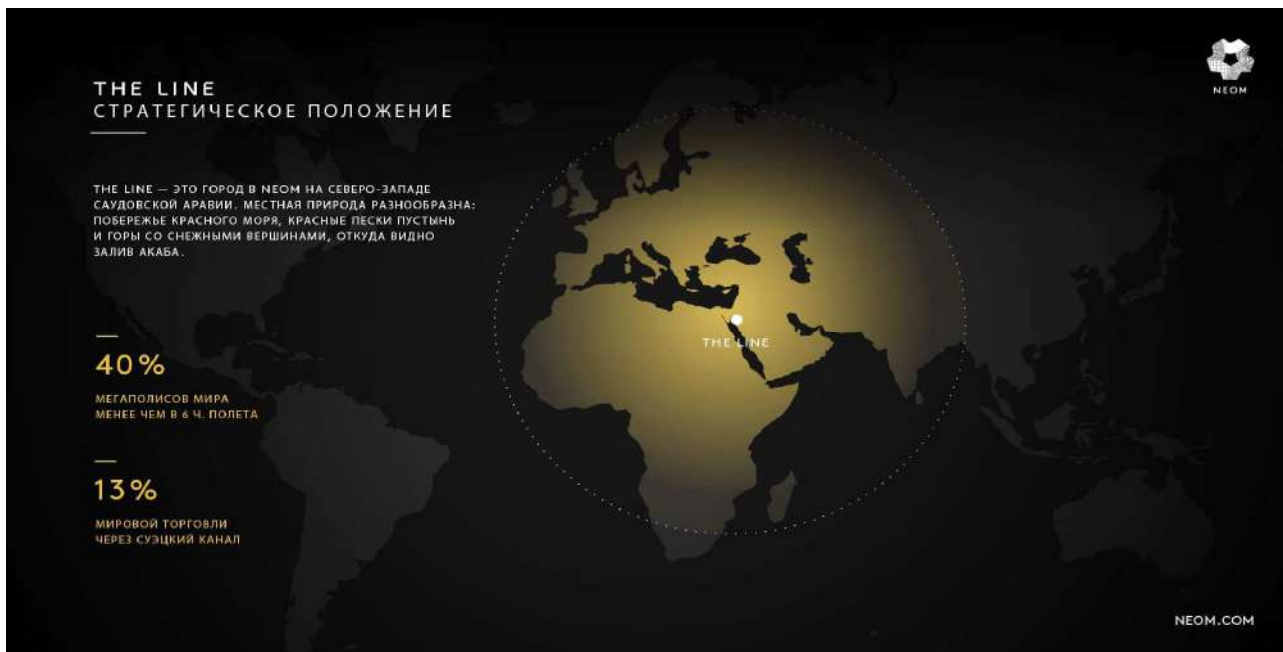 THE LINE
СТРАТЕГИЧЕСКОЕ ПОЛОЖЕНИЕ
THE LINE — ЭТО ГОРОД В NEOM НА СЕВЕРО-ЗАПАДЕ
САУДОВСКОЙ АРАВИИ. МЕСТНАЯ ПРИРОДА РАЗНООБРАЗНА:
ПОБЕРЕЖЬЕ КРАСНОГО МОРЯ, КРАСНЫЕ ПЕСКИ ПУСТЫНЬ
И ГОРЫ СО СНЕЖНЫМИ ВЕРШИНАМИ, ОТКУДА ВИДНО
ЗАЛИВ АКАБА.
40%
МЕГАПОЛИСОВ МИРА
МЕНЕЕ ЧЕМ В 6 Ч. ПОЛЕТА
13%
МИРОВОЙ ТОРГОВЛИ
ЧЕРЕЗ СУЭЦКИЙ КАНАЛ
THE LINE
NEOM
NEOM.COM